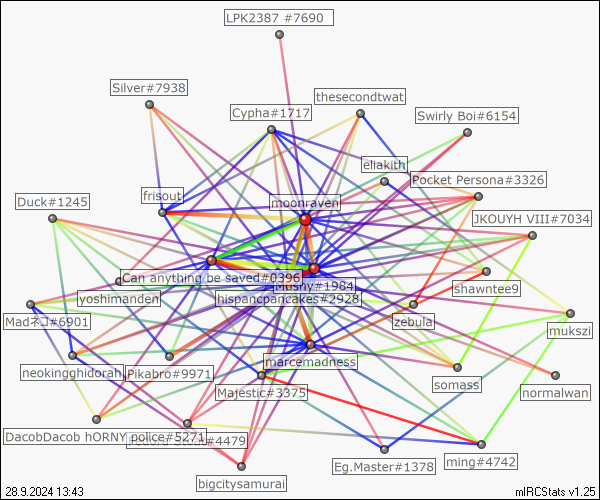 LPK2387 #7690
Silver#7938
thesecondtwat
Cypha#1717
Swirly Boi#6154
eliakith
Pocket Persona#3326
frisout
Duck#1245
moonraven
JKOUYH VIII#7034
Can anything be saved#0396
Mushy#1984
shawntee9
yoshimanden
hispancpancakes#2928
Madネコ#6901
zebula
mukszi
marcemadness
neokingghidorah
Pikabro#9971
somass
normalwan
Majestic#3375
DacobDacob hORNY police#5271
#4479
ming#4742
Eg.Master#1378
bigcitysamurai
28.9.2024 13:43
mIRCStats v1.25